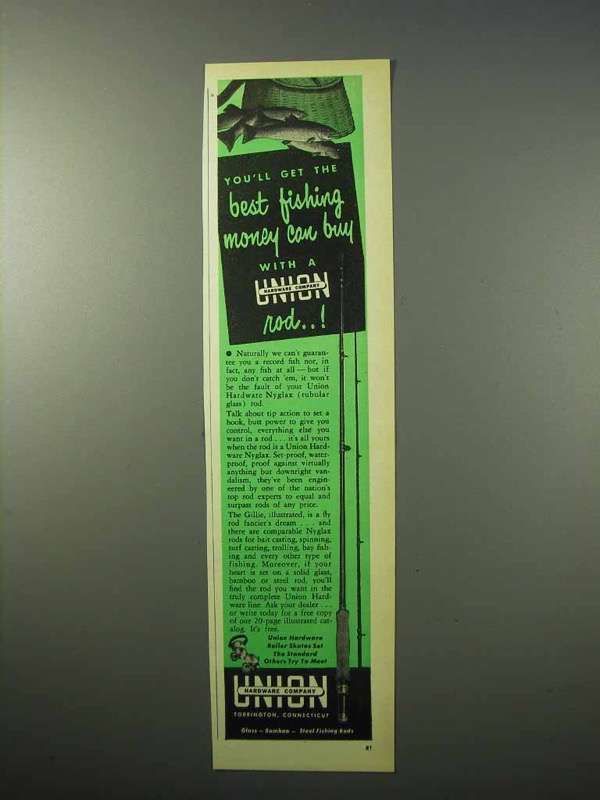 YOU'LL GET THE
best fishing
money can buy
WITH A
UNION
HARDWARE COMPANY
rod..!
● Naturally we can't guaran-
tee you a record fish nor, in
fact, any fish at all — but if
you don't catch 'em, it won't
be the fault of your Union
Hardware Nyglax (tubular
glass) rod.
Talk about tip action to set a
hook, butt power to give you
control, everything else you
want in a rod . . . it's all yours
when the rod is a Union Hard-
ware Nyglax. Set-proof, water-
proof, proof against virtually
anything but downright van-
dalism, they've been engin-
eered by one of the nation's
top rod experts to equal and
surpass rods of any price.
The Gillie, illustrated, is a fly
rod fancier's dream . . . and
there are comparable Nyglax
rods for bait casting, spinning,
surf casting, trolling, bay fish-
ing and every other type of
fishing. Moreover, if your
heart is set on a solid glass,
bamboo or steel rod, you'll
find the rod you want in the
truly complete Union Hard-
ware line. Ask your dealer . . .
or write today for a free copy
of our 20-page illustrated cat-
alog. It's free.
Union Hardware
Roller Skates Set
The Standard
Others Try To Meet
UNION
HARDWARE COMPANY
TORRINGTON, CONNECTICUT
Glass — Bamboo — Steel Fishing Rods
81